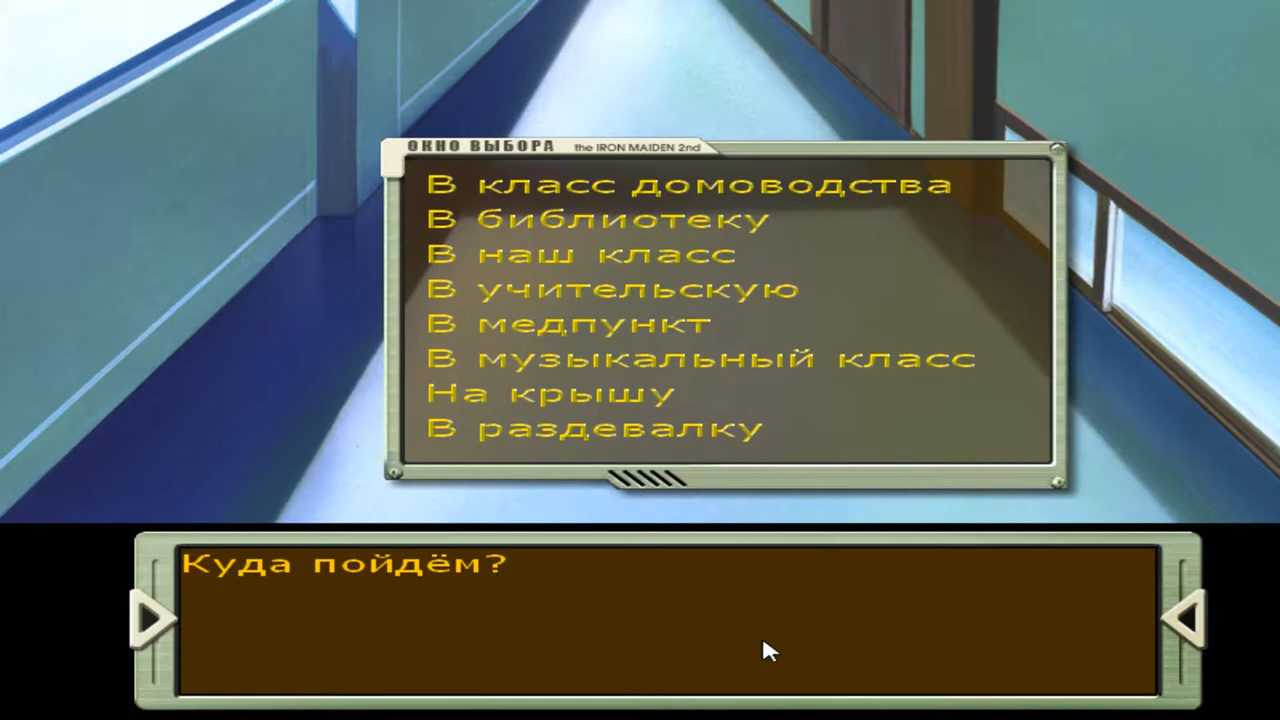 ОКНО ВЫБОРА the IRON MAIDEN 2nd
В класс домоводства
В библиотеку
В наш класс
В учительскую
В медпункт
В музыкальный класс
На крышу
В раздевалку
Куда пойдём?